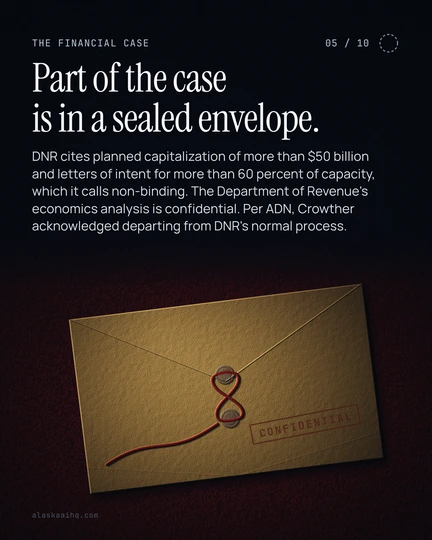 THE FINANCIAL CASE
05 / 10
Part of the case
is in a sealed envelope.
DNR cites planned capitalization of more than $50 billion
and letters of intent for more than 60 percent of capacity,
which it calls non-binding. The Department of Revenue's
economics analysis is confidential. Per ADN, Crowther
acknowledged departing from DNR's normal process.
CONFIDENTIAL
alaskaaihq.com